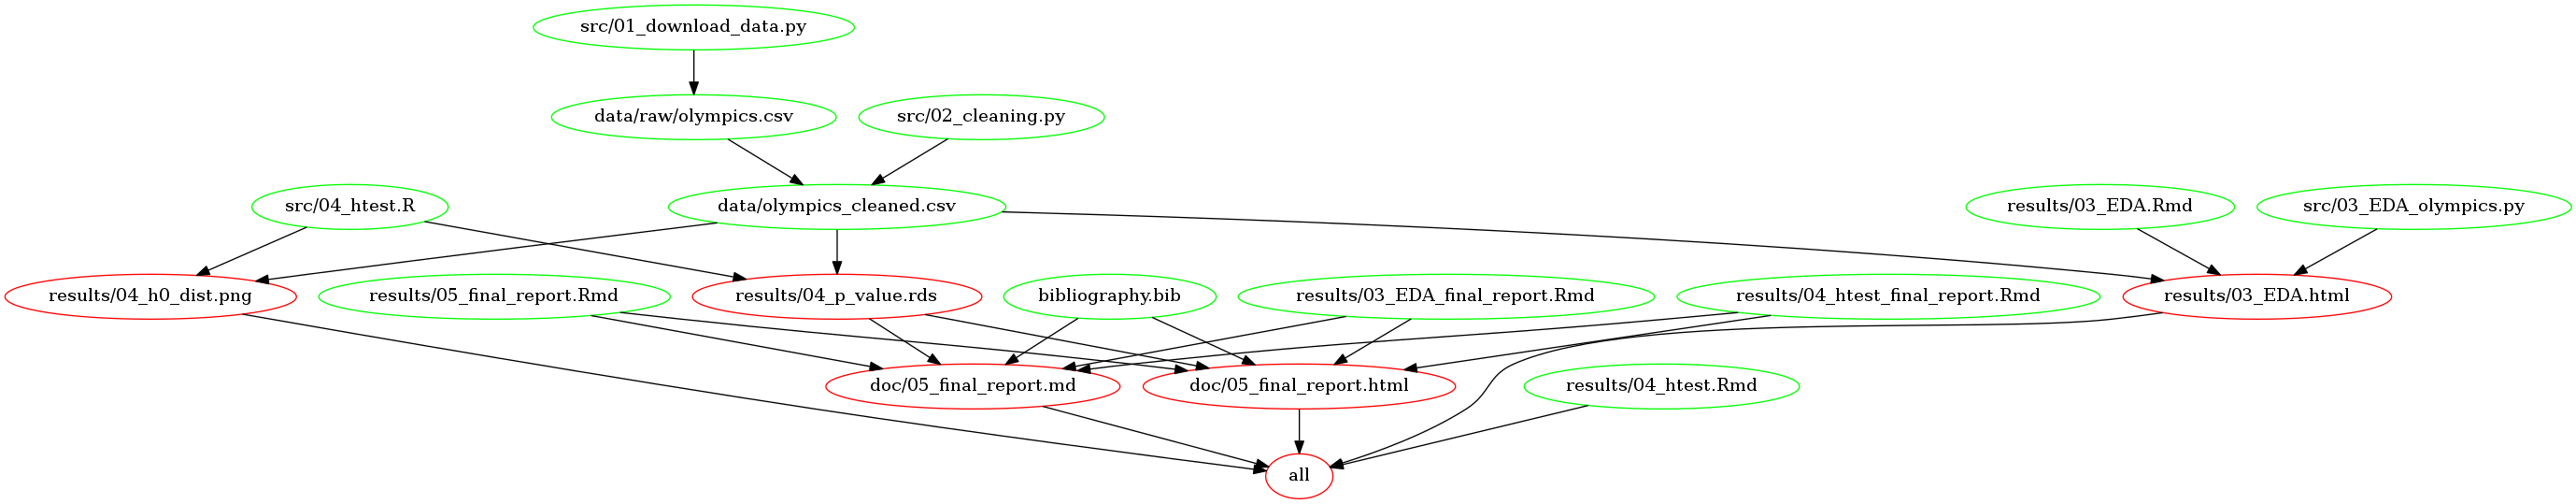 src/01_download_data.py
data/raw/olympics.csv
src/02_cleaning.py
src/04_htest.R
data/olympics_cleaned.csv
results/03_EDA.Rmd
src/03_EDA_olympics.py
results/04_h0_dist.png
results/05_final_report.Rmd
results/04_p_value.rds
bibliography.bib
results/03_EDA_final_report.Rmd
results/04_htest_final_report.Rmd
results/03_EDA.html
doc/05_final_report.md
doc/05_final_report.html
results/04_htest.Rmd
all